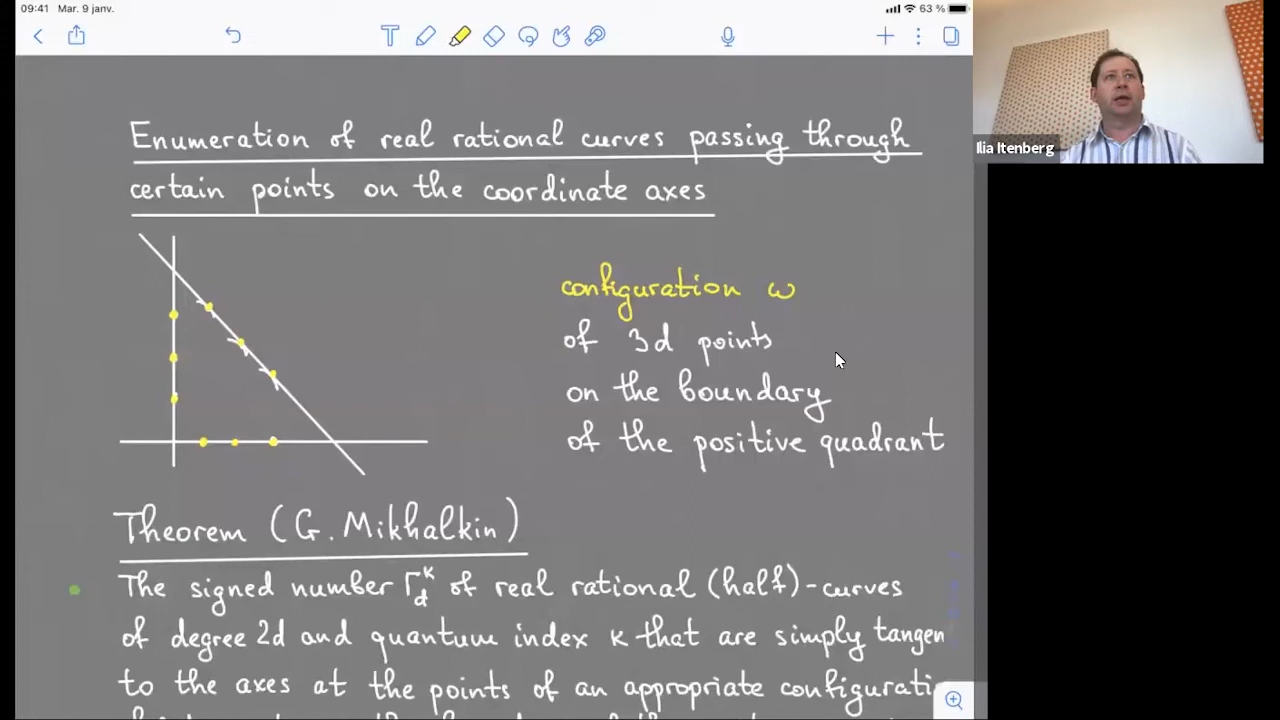 09:41 Mar. 9 janv.
63 %
Ilia Itenberg
Enumeration of real rational curves passing through
certain points on the coordinate axes
configuration ω
of 3d points
on the boundary
of the positive quadrant
Theorem (G. Mikhalkin)
The signed number Γ_d^k of real rational (half)-curves
of degree 2d and quantum index k that are simply tangen
to the axes at the points of an appropriate configurati